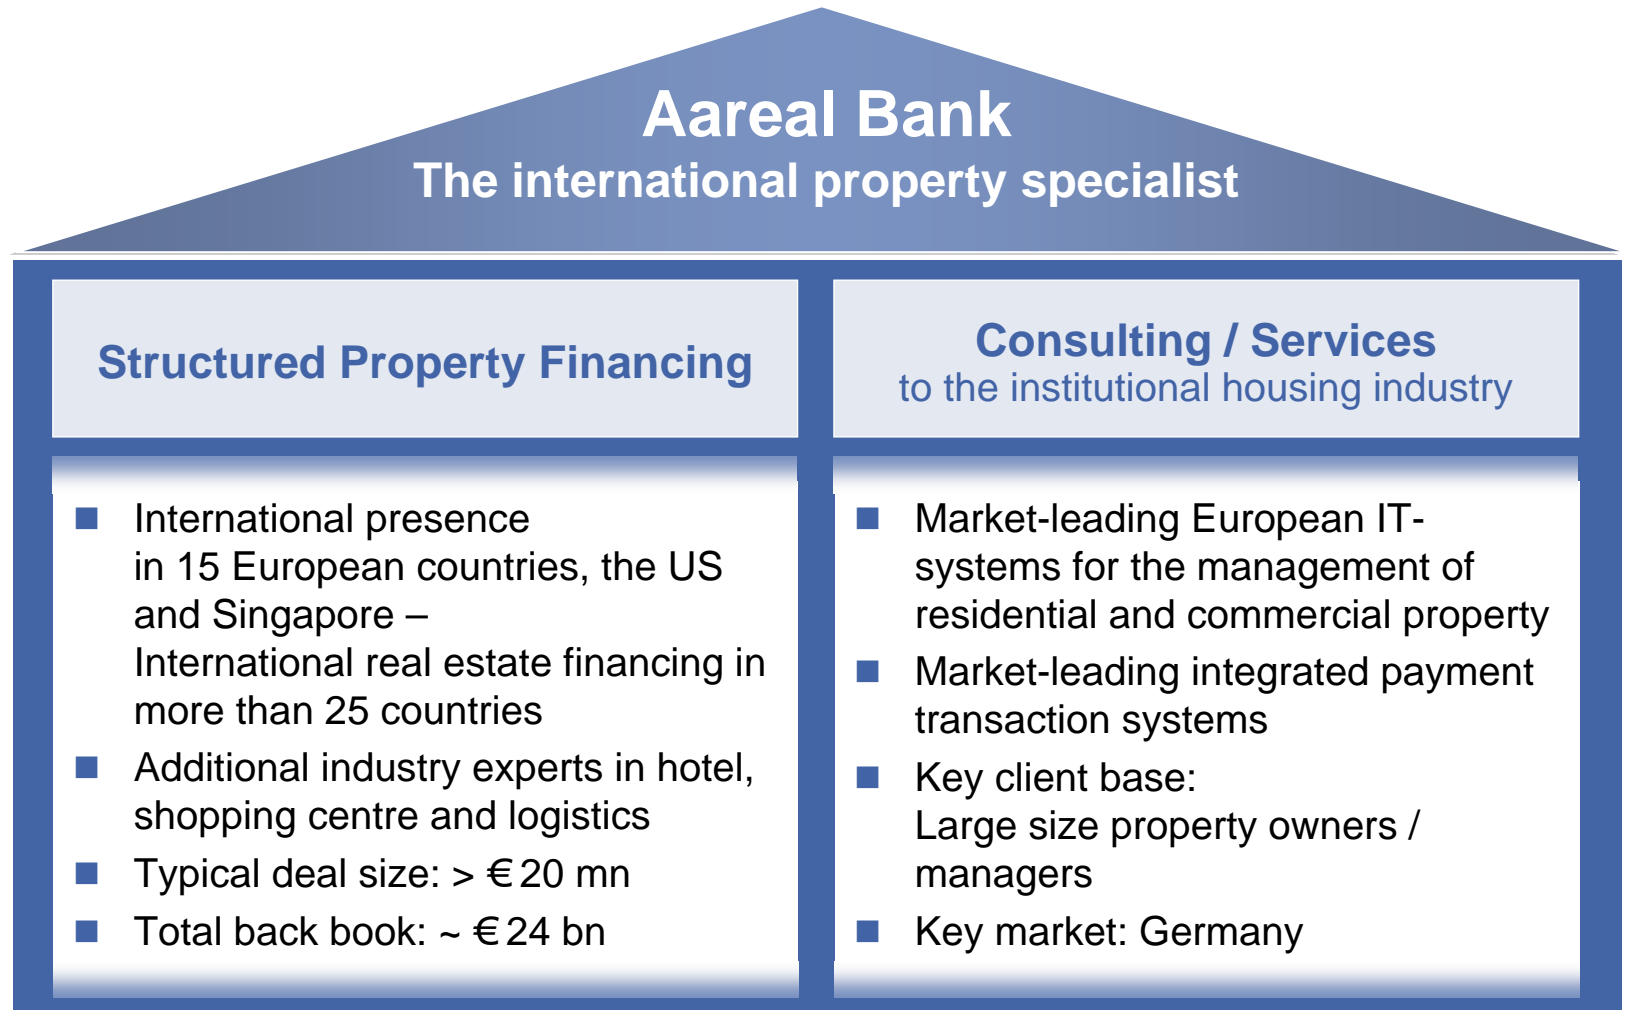 Aareal Bank
The international property specialist
Structured Property Financing
International presence
in 15 European countries, the US
and Singapore –
International real estate financing in
more than 25 countries
Additional industry experts in hotel,
shopping centre and logistics
Typical deal size: > € 20 mn
Total back book: ~ € 24 bn
Consulting / Services
to the institutional housing industry
Market-leading European IT-
systems for the management of
residential and commercial property
Market-leading integrated payment
transaction systems
Key client base:
Large size property owners /
managers
Key market: Germany